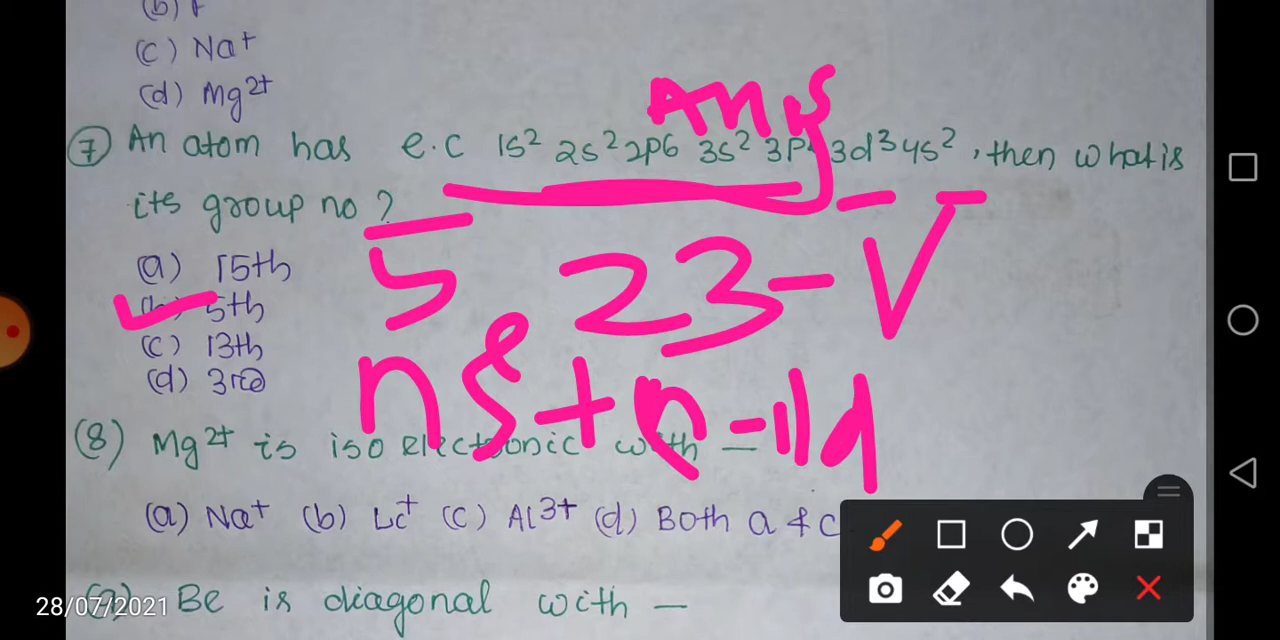 (c) Na+
(d) Mg2+
Ans
(7) An atom has e.c 1s2 2s2 2p6 3s2 3p 3d3 4s2, then what is
its group no?
(a) 15th
5 23-V
5th
(c) 13th
ns+(n-1)d
(d) 3rd
(8) Mg2+ is isoelectronic with —
(a) Na+ (b) Li+ (c) Al3+ (d) Both a & c
Be is diagonal with —
28/07/2021